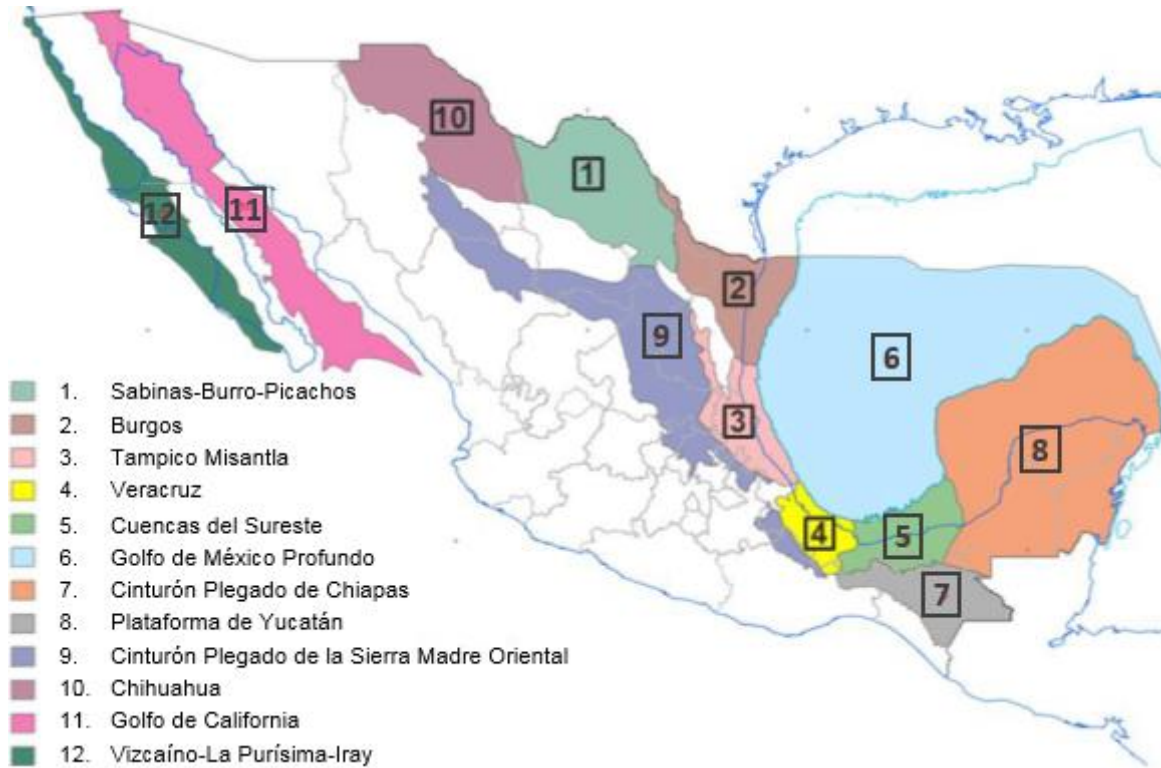 10
1
12
11
2
9
6
3
8
4
5
7
1. Sabinas-Burro-Picachos
2. Burgos
3. Tampico Misantla
4. Veracruz
5. Cuencas del Sureste
6. Golfo de México Profundo
7. Cinturón Plegado de Chiapas
8. Plataforma de Yucatán
9. Cinturón Plegado de la Sierra Madre Oriental
10. Chihuahua
11. Golfo de California
12. Vizcaíno-La Purísima-Iray